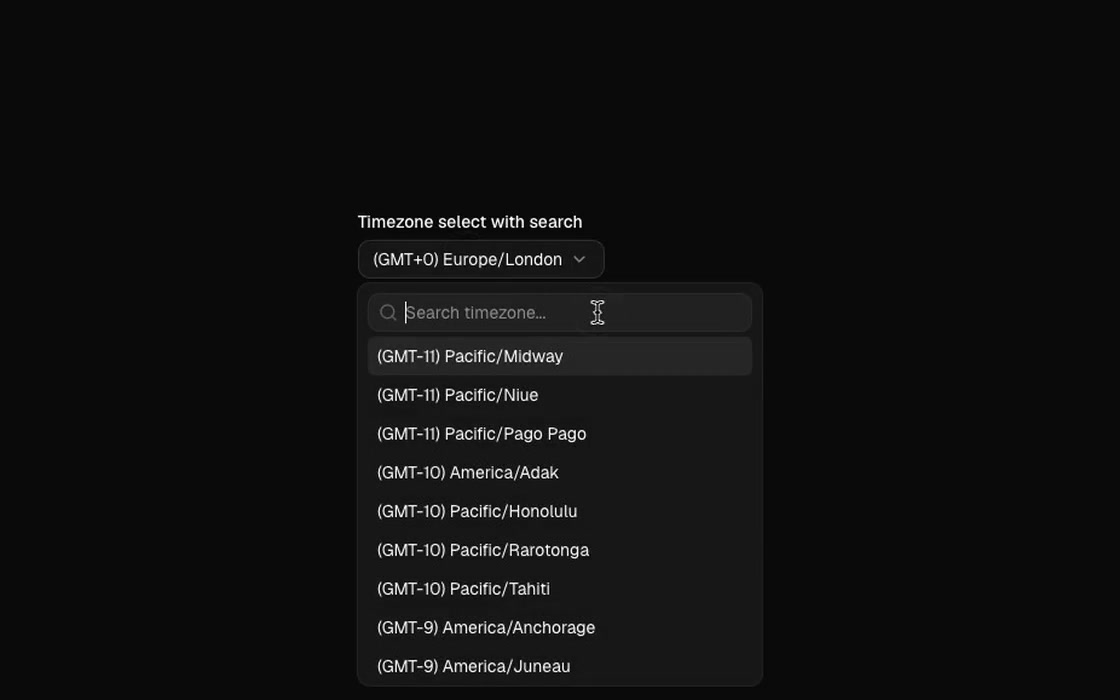 Timezone select with search
(GMT+0) Europe/London
Search timezone...
(GMT-11) Pacific/Midway
(GMT-11) Pacific/Niue
(GMT-11) Pacific/Pago Pago
(GMT-10) America/Adak
(GMT-10) Pacific/Honolulu
(GMT-10) Pacific/Rarotonga
(GMT-10) Pacific/Tahiti
(GMT-9) America/Anchorage
(GMT-9) America/Juneau